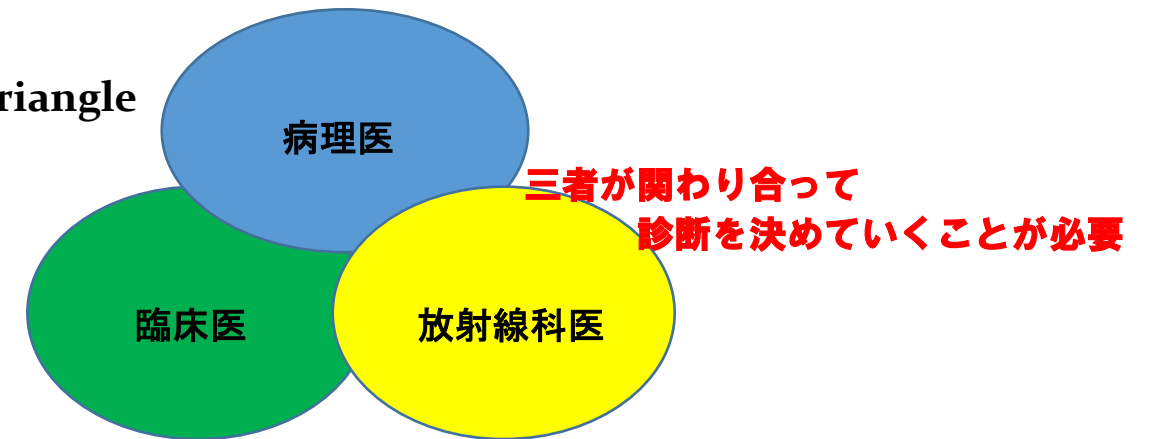 riangle
病理医
三者が関わり合って
診断を決めていくことが必要
臨床医
放射線科医